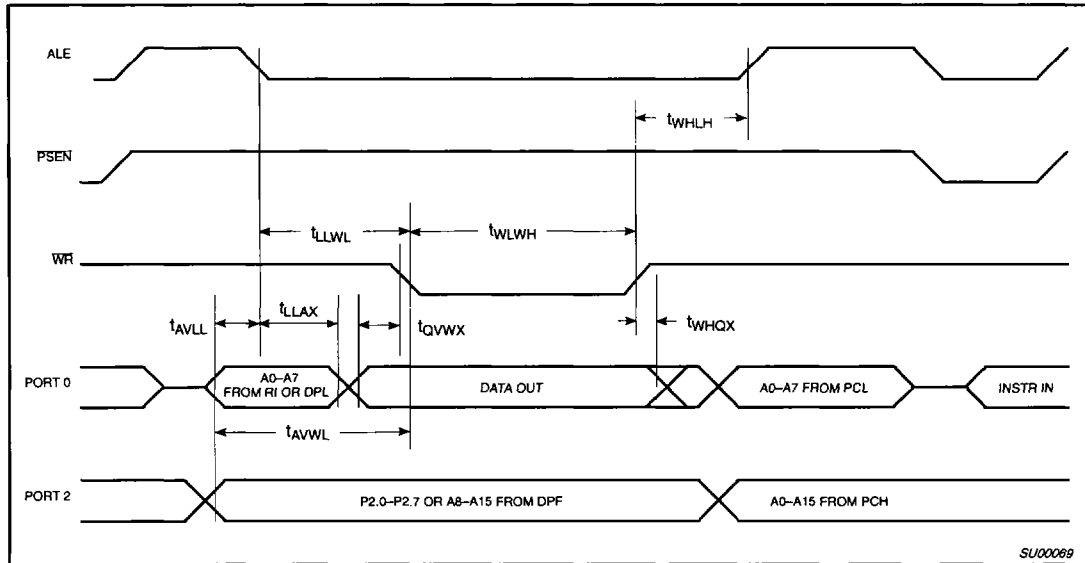 ALE
tWHLH
PSEN
tLLWL
tWLWH
WR
tAVLL
tLLAX
tQVWX
tWHQX
PORT 0
A0–A7
FROM RI OR DPL
DATA OUT
A0–A7 FROM PCL
INSTR IN
tAVWL
PORT 2
P2.0–P2.7 OR A8–A15 FROM DPF
A0–A15 FROM PCH
SU00069